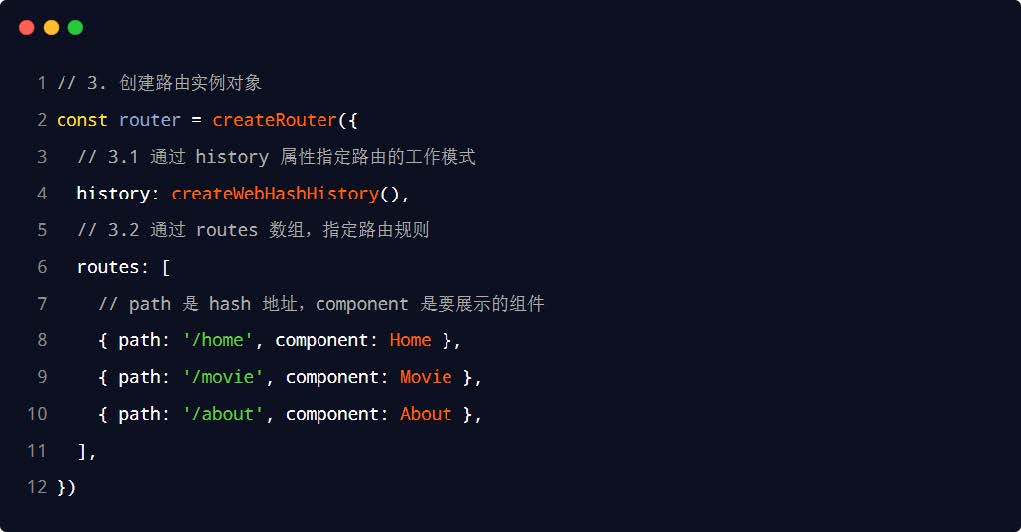 1 // 3. 创建路由实例对象
2 const router = createRouter({
3   // 3.1 通过 history 属性指定路由的工作模式
4   history: createWebHashHistory(),
5   // 3.2 通过 routes 数组，指定路由规则
6   routes: [
7     // path 是 hash 地址，component 是要展示的组件
8     { path: '/home', component: Home },
9     { path: '/movie', component: Movie },
10     { path: '/about', component: About },
11   ],
12 })